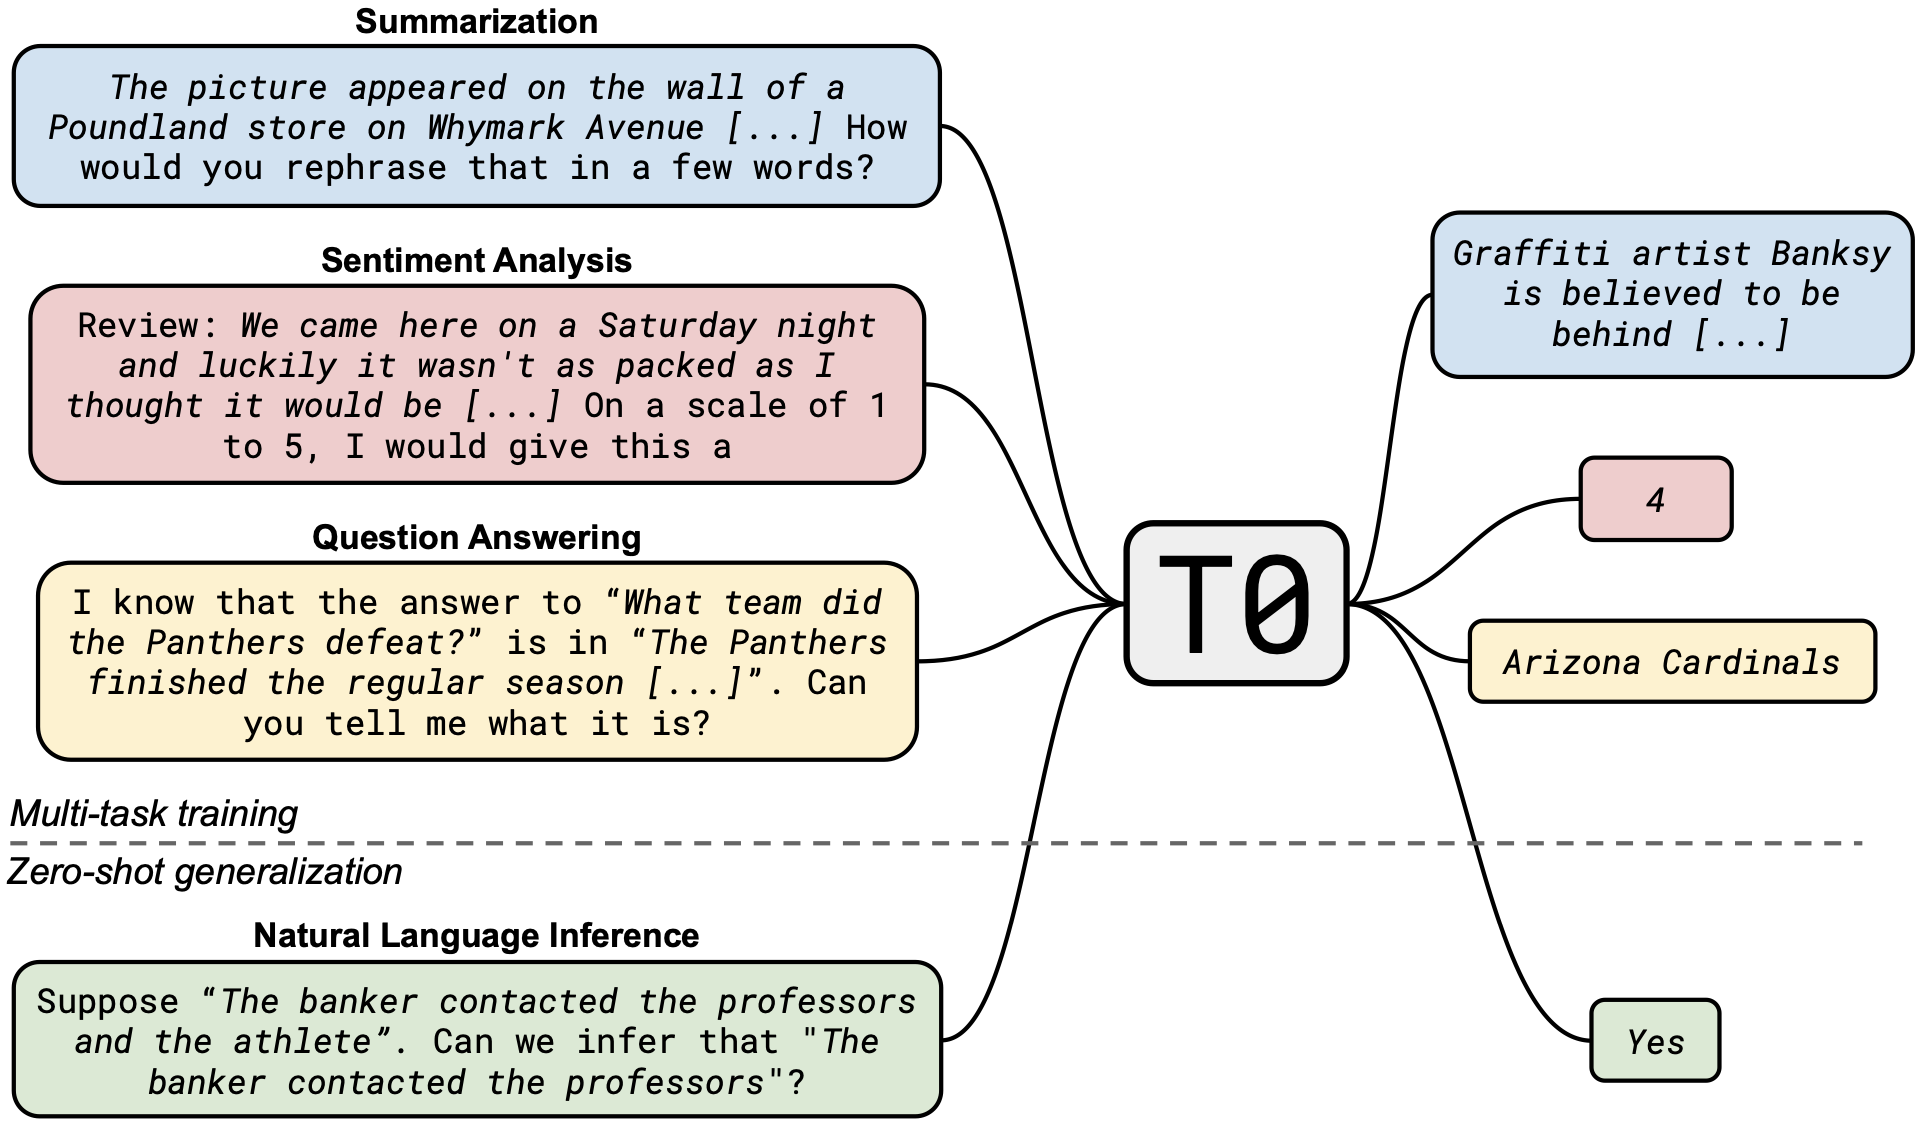 Summarization
The picture appeared on the wall of a
Poundland store on Whymark Avenue [...] How
would you rephrase that in a few words?
Sentiment Analysis
Review: We came here on a Saturday night
and luckily it wasn't as packed as I
thought it would be [...] On a scale of 1
to 5, I would give this a
Question Answering
I know that the answer to “What team did
the Panthers defeat?” is in “The Panthers
finished the regular season [...]”. Can
you tell me what it is?
Multi-task training
Zero-shot generalization
Natural Language Inference
Suppose “The banker contacted the professors
and the athlete”. Can we infer that "The
banker contacted the professors"?
T0
Graffiti artist Banksy
is believed to be
behind [...]
4
Arizona Cardinals
Yes